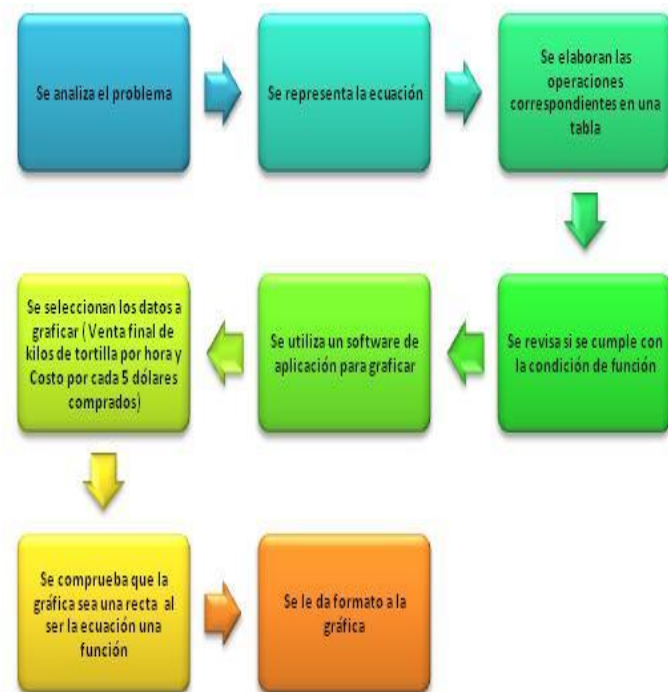 Se analiza el problema
Se representa la ecuación
Se elaboran las
operaciones
correspondientes en una
tabla
Se revisa si se cumple con
la condición de función
Se utiliza un software de
aplicación para graficar
Se seleccionan los datos a
graficar ( Venta final de
kilos de tortilla por hora y
Costo por cada 5 dólares
comprados)
Se comprueba que la
gráfica sea una recta al
ser la ecuación una
función
Se le da formato a la
gráfica